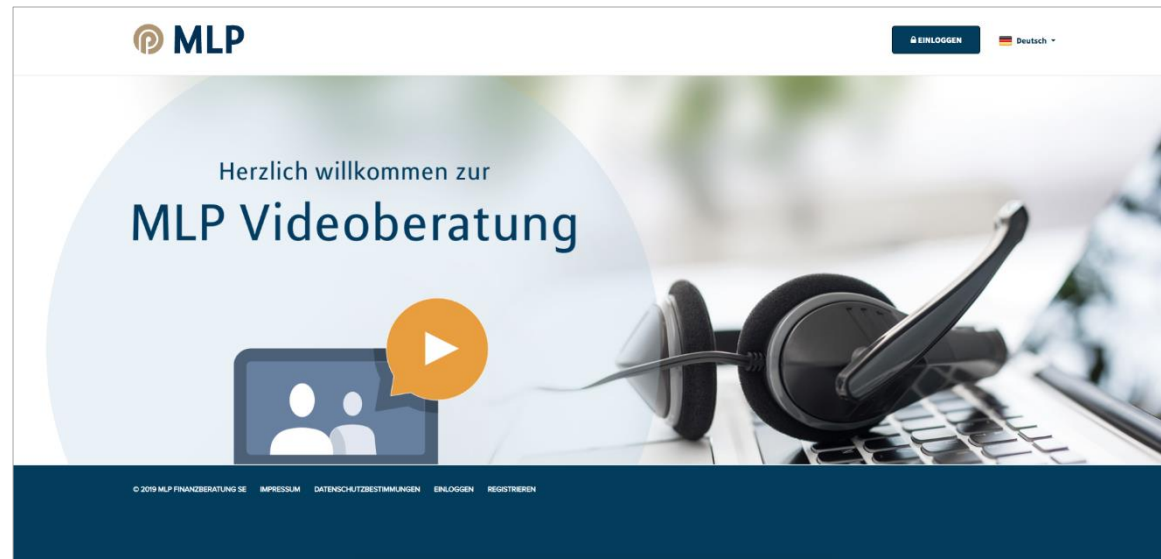 MLP
EINLOGGEN
Deutsch
Herzlich willkommen zur
MLP Videoberatung
© 2019 MLP FINANZBERATUNG SE IMPRESSUM DATENSCHUTZBESTIMMUNGEN EINLOGGEN REGISTRIEREN